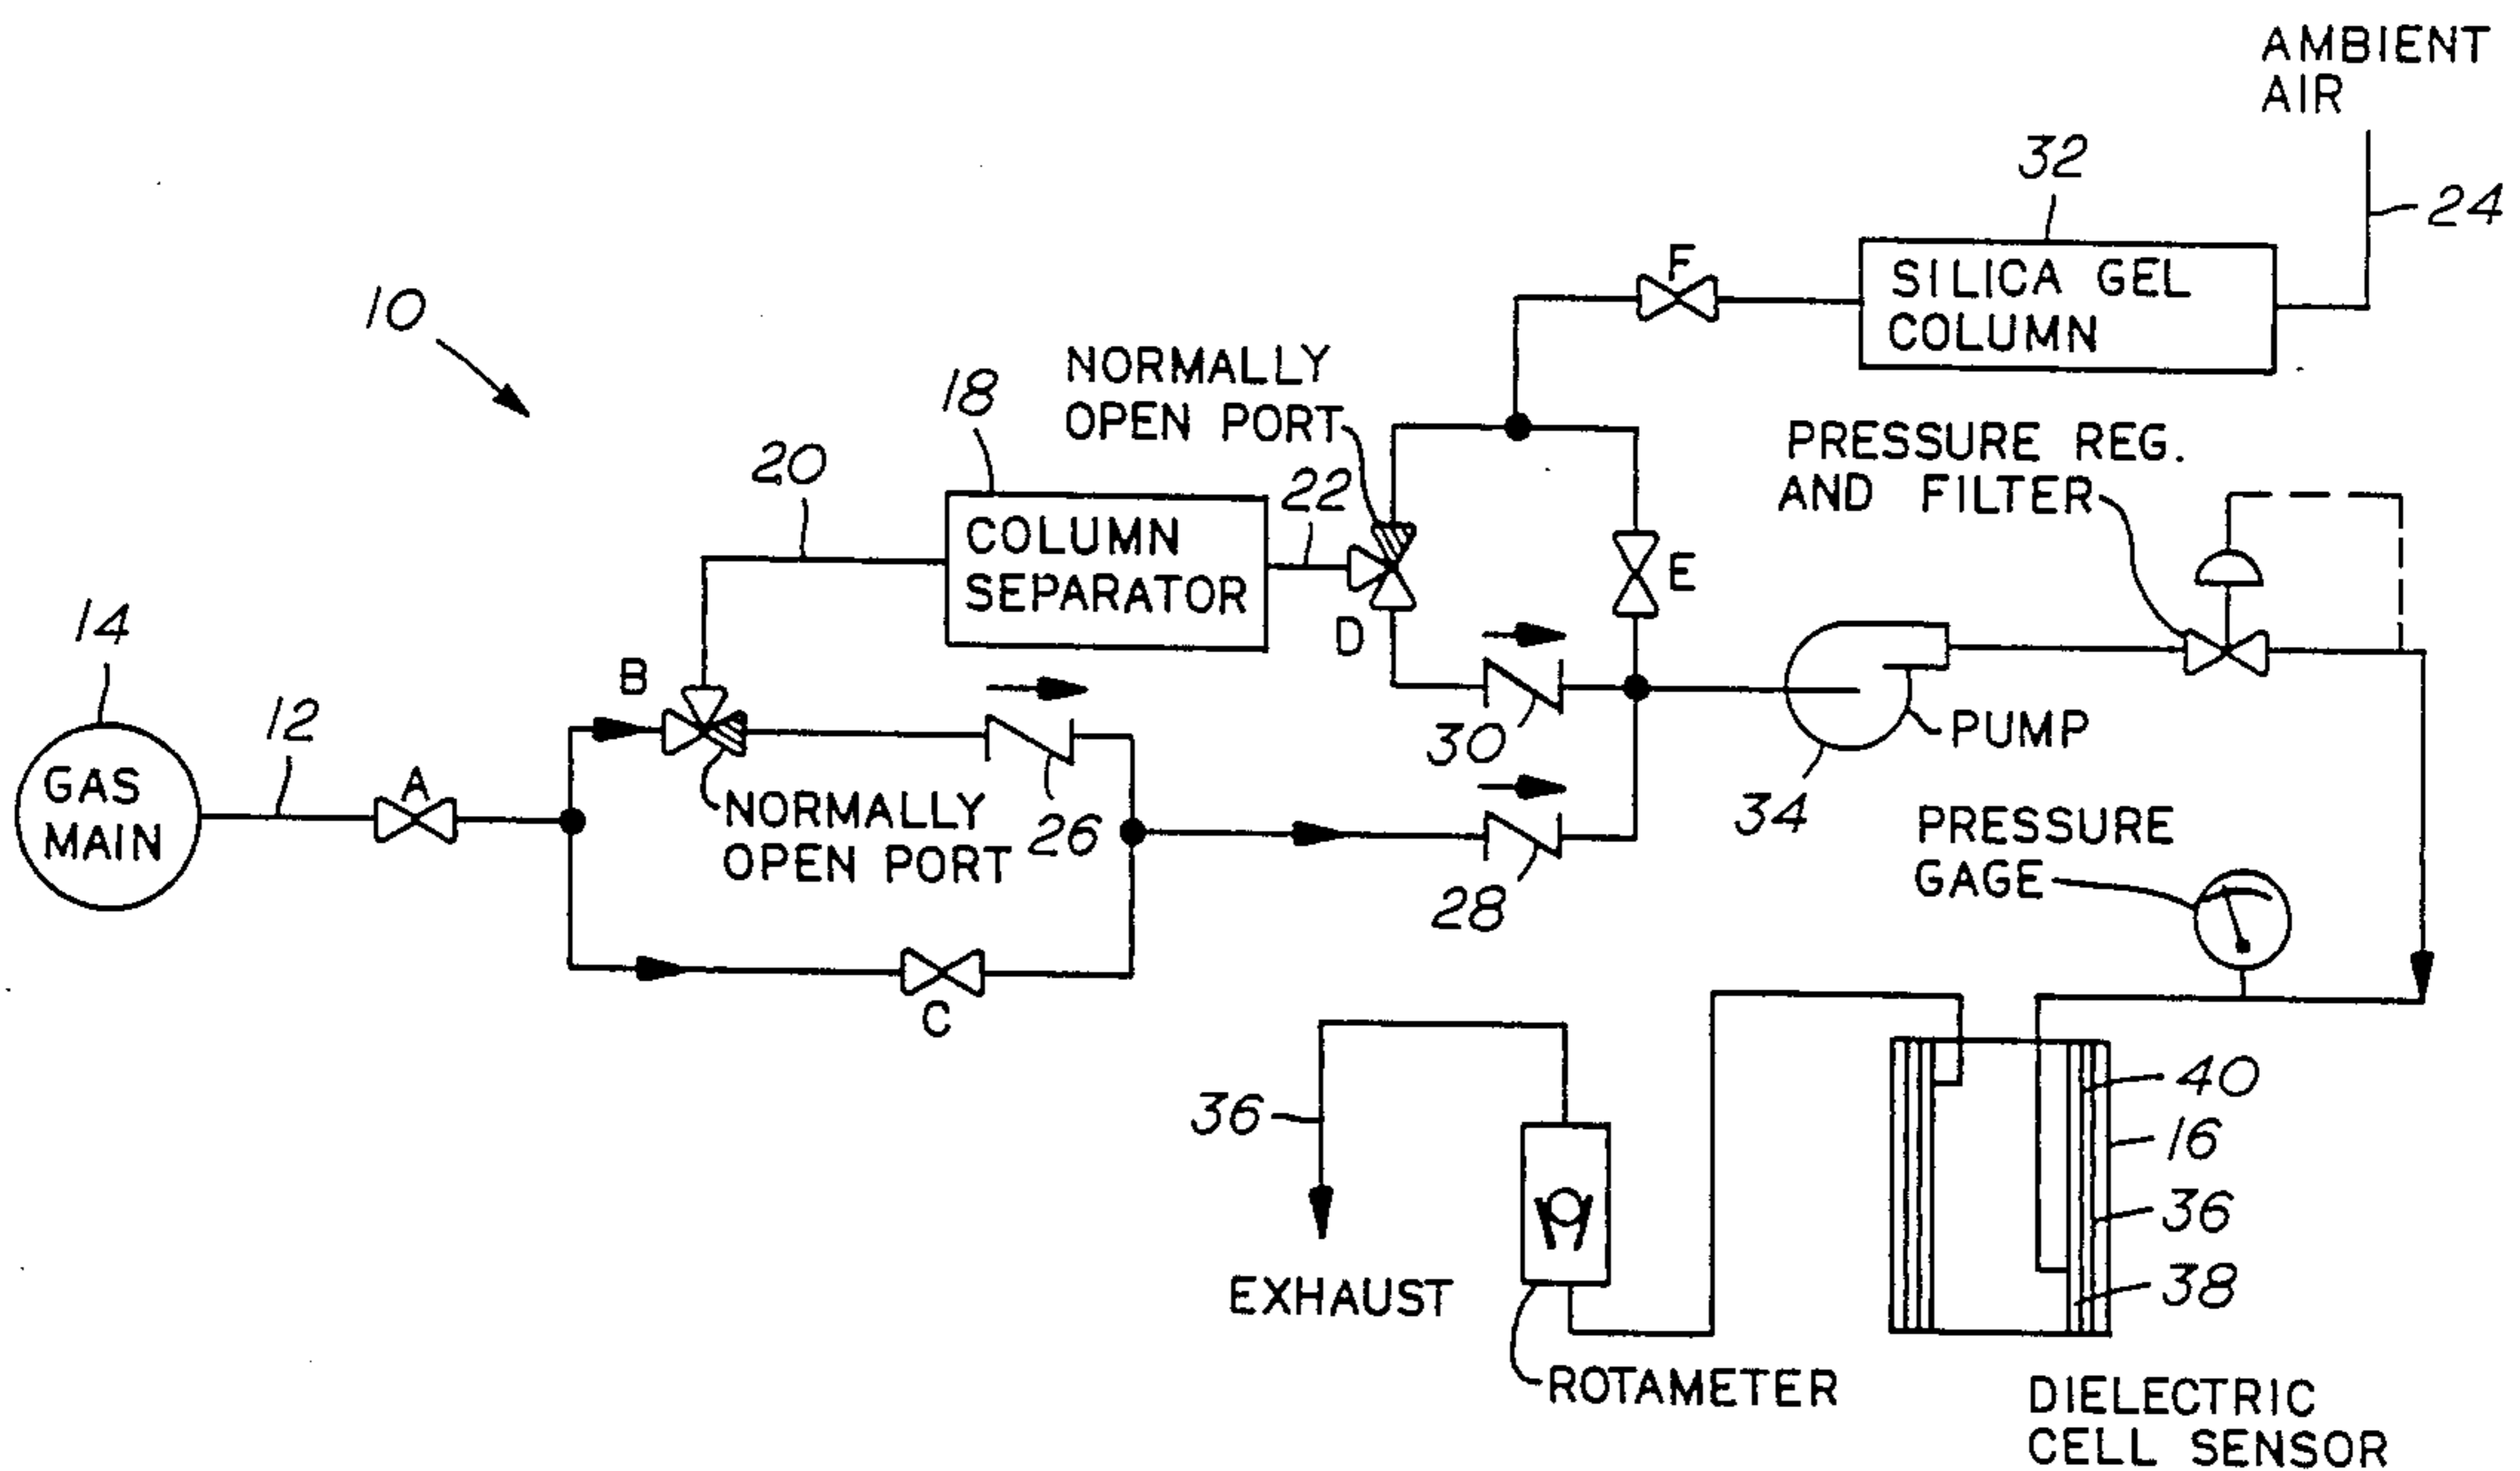 AMBIENT
AIR
32
24
F
SILICA GEL
COLUMN
10
NORMALLY
OPEN PORT
18
20
22
PRESSURE REG.
AND FILTER
COLUMN
SEPARATOR
E
D
14
B
12
A
30
PUMP
GAS
MAIN
NORMALLY
OPEN PORT
26
34
28
PRESSURE
GAGE
C
40
36
16
36
38
EXHAUST
ROTAMETER
DIELECTRIC
CELL SENSOR